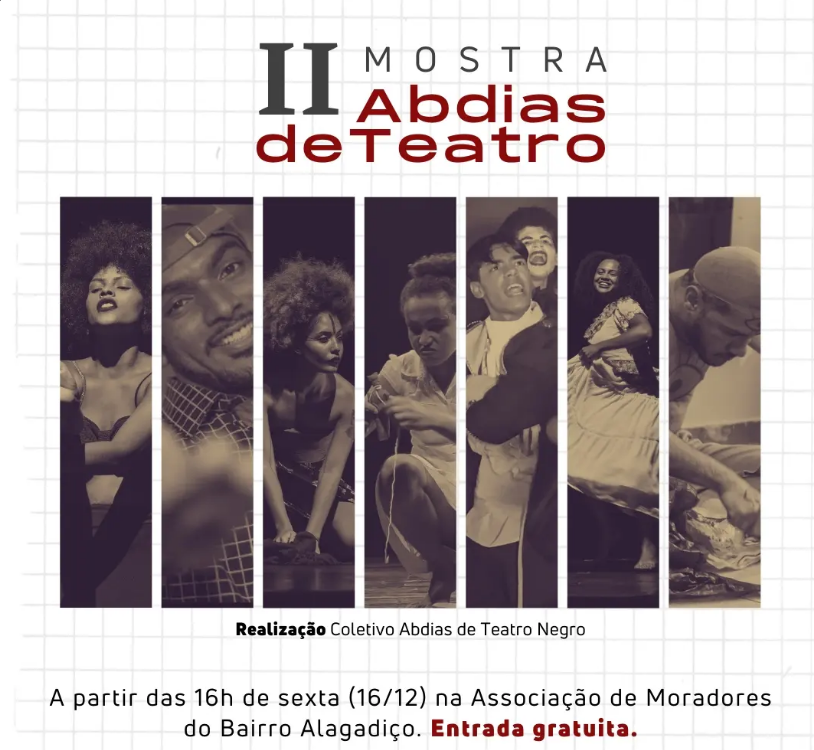 II MOSTRA
Abdias
deTeatro
Realização Coletivo Abdias de Teatro Negro
A partir das 16h de sexta (16/12) na Associação de Moradores
do Bairro Alagadiço. Entrada gratuita.